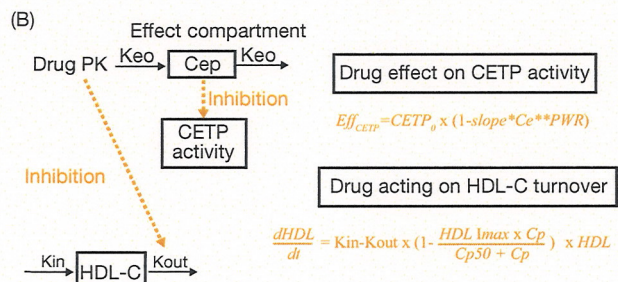 (B)
Effect compartment
Drug PK Keo Cep Keo
Inhibition
CETP
activity
Inhibition
Kin HDL-C Kout
Drug effect on CETP activity
Eff_CETP=CETP_0 x (1-slope*Ce**PWR)
Drug acting on HDL-C turnover
dHDL/dt = Kin-Kout x (1- HDL Imax x Cp/Cp50 + Cp) x HDL